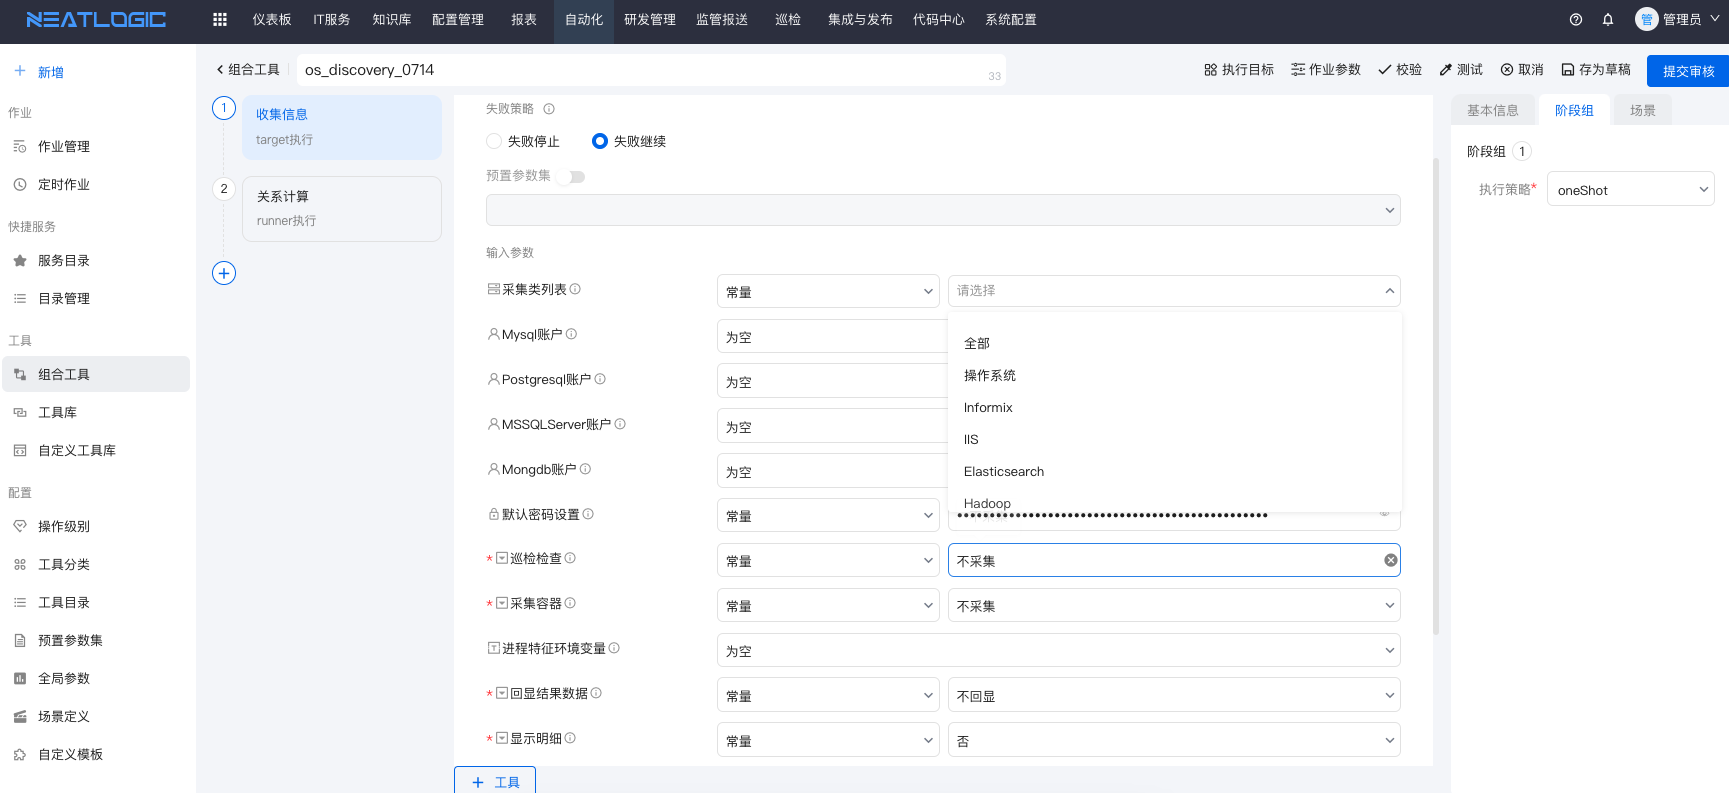 NEATLOGIC
仪表板 IT服务 知识库 配置管理 报表 自动化 研发管理 监管报送 巡检 集成与发布 代码中心 系统配置
管 管理员
新增
作业
作业管理
定时作业
快捷服务
服务目录
目录管理
工具
组合工具
工具库
自定义工具库
配置
操作级别
工具分类
工具目录
预置参数集
全局参数
场景定义
自定义模板
组合工具 os_discovery_0714 33
执行目标 作业参数 校验 测试 取消 存为草稿 提交审核
1 收集信息
target执行
2 关系计算
runner执行
失败策略
失败停止 失败继续
预置参数集
输入参数
采集类列表 常量 请选择
全部
操作系统
Informix
IIS
Elasticsearch
Hadoop
Mysql账户 为空
Postgresql账户 为空
MSSQLServer账户 为空
Mongdb账户 为空
默认密码设置 常量
* 巡检检查 常量 不采集
* 采集容器 常量 不采集
进程特征环境变量 为空
* 回显结果数据 常量 不回显
* 显示明细 常量 否
工具
基本信息 阶段组 场景
阶段组 1
执行策略* oneShot